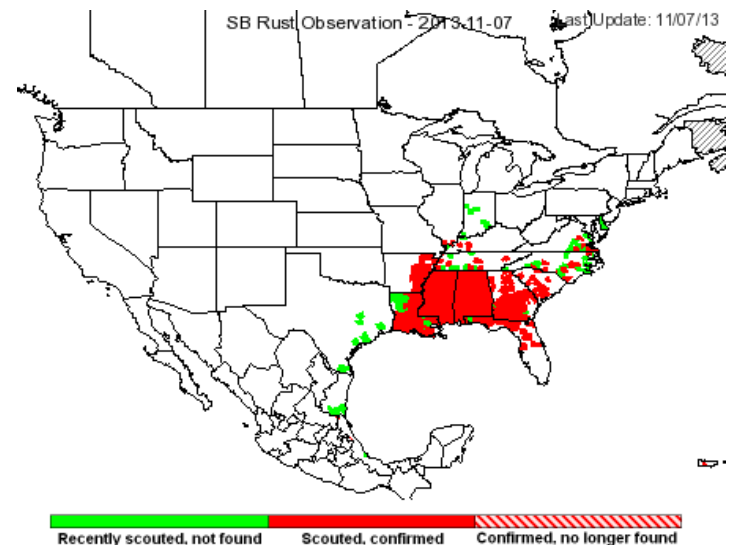 SB Rust Observation - 2013-11-07 Last Update: 11/07/13
Recently scouted, not found Scouted, confirmed Confirmed, no longer found